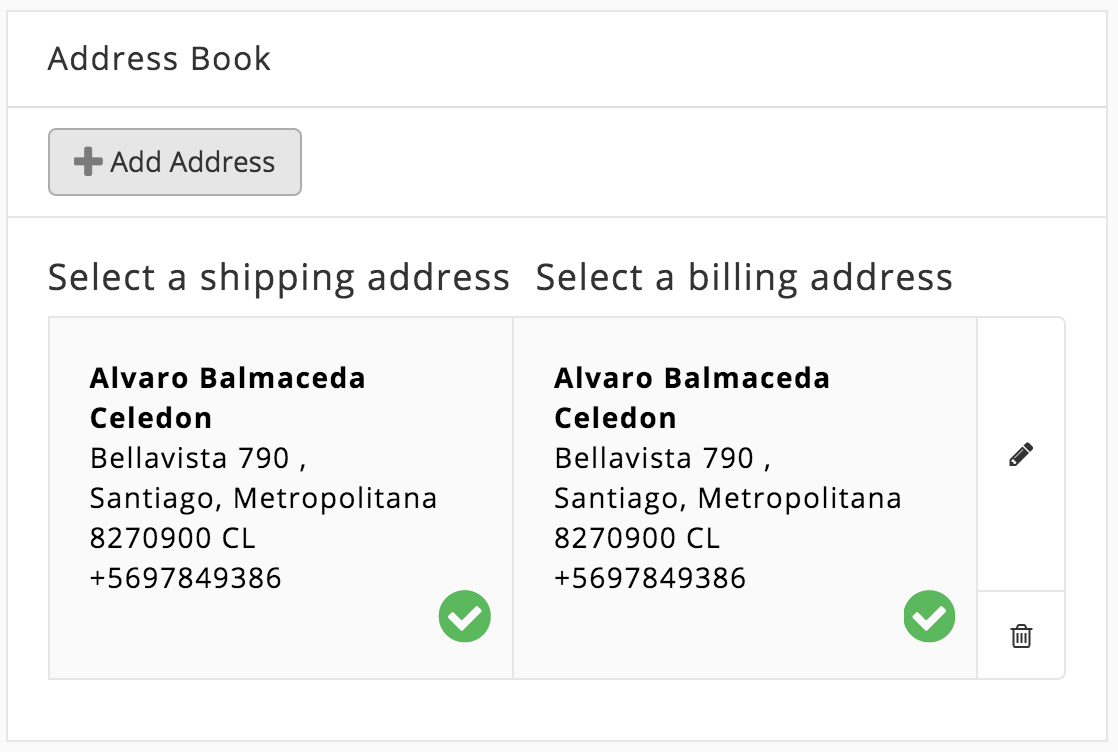 Address Book
Add Address
Select a shipping address
Select a billing address
Alvaro Balmaceda
Celedon
Bellavista 790 ,
Santiago, Metropolitana
8270900 CL
+5697849386
Alvaro Balmaceda
Celedon
Bellavista 790 ,
Santiago, Metropolitana
8270900 CL
+5697849386